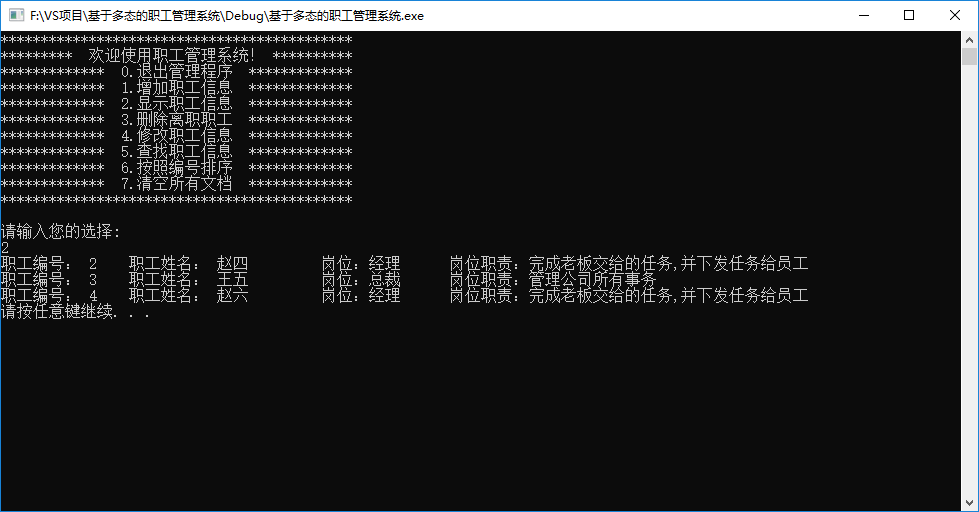 F:\VS项目\基于多态的职工管理系统\Debug\基于多态的职工管理系统.exe
********************************************
*********  欢迎使用职工管理系统！ **********
*************  0.退出管理程序  *************
*************  1.增加职工信息  *************
*************  2.显示职工信息  *************
*************  3.删除离职职工  *************
*************  4.修改职工信息  *************
*************  5.查找职工信息  *************
*************  6.按照编号排序  *************
*************  7.清空所有文档  *************
********************************************
请输入您的选择:
2
职工编号： 2    职工姓名： 赵四         岗位：经理      岗位职责：完成老板交给的任务,并下发任务给员工
职工编号： 3    职工姓名： 王五         岗位：总裁      岗位职责：管理公司所有事务
职工编号： 4    职工姓名： 赵六         岗位：经理      岗位职责：完成老板交给的任务,并下发任务给员工
请按任意键继续. . .